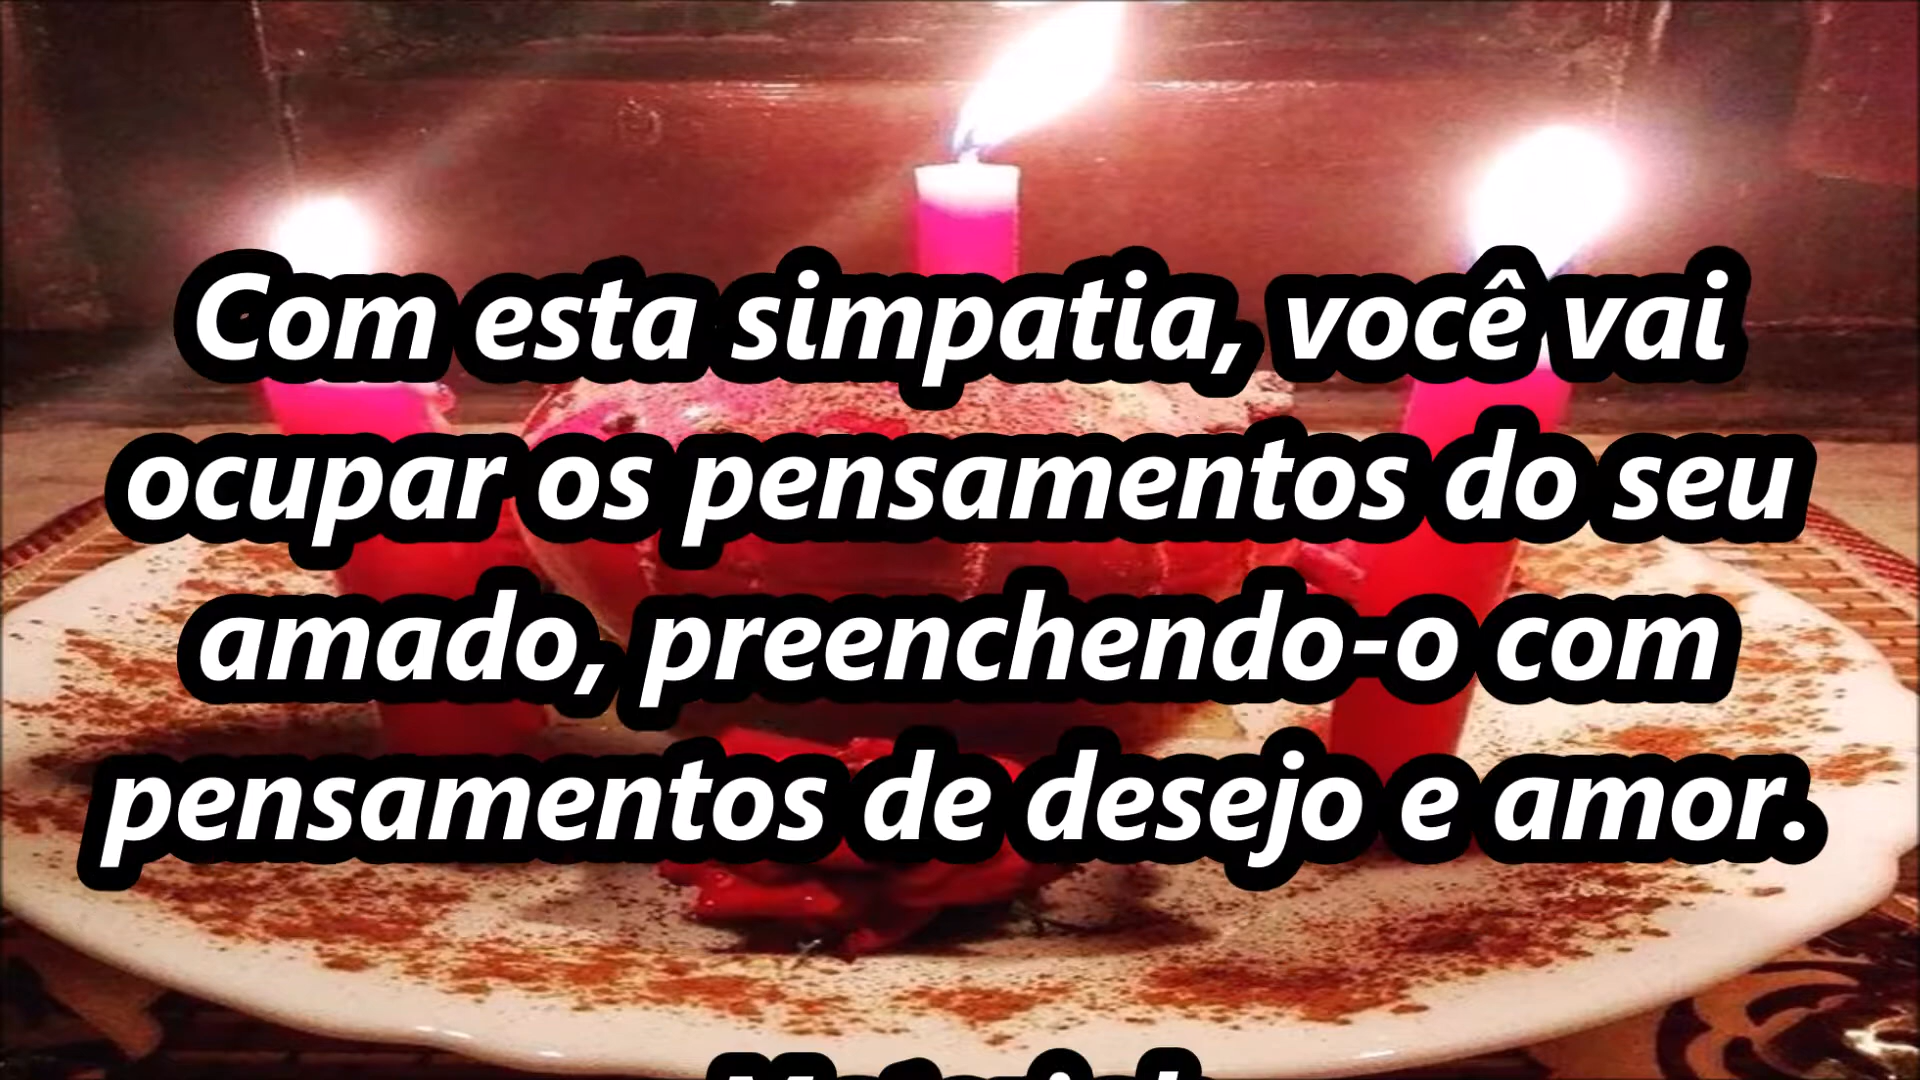 Com esta simpatia, você vai
ocupar os pensamentos do seu
amado, preenchendo-o com
pensamentos de desejo e amor.